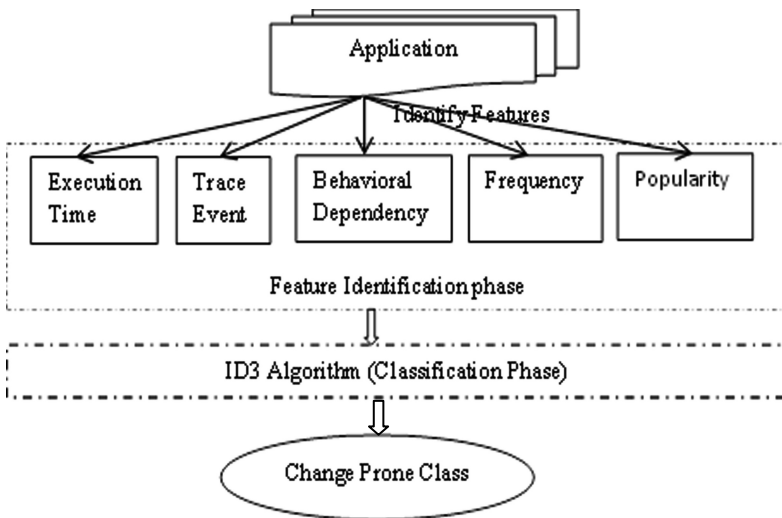 Application
Identify Features
Execution Time
Trace Event
Behavioral Dependency
Frequency
Popularity
Feature Identification phase
ID3 Algorithm (Classification Phase)
Change Prone Class